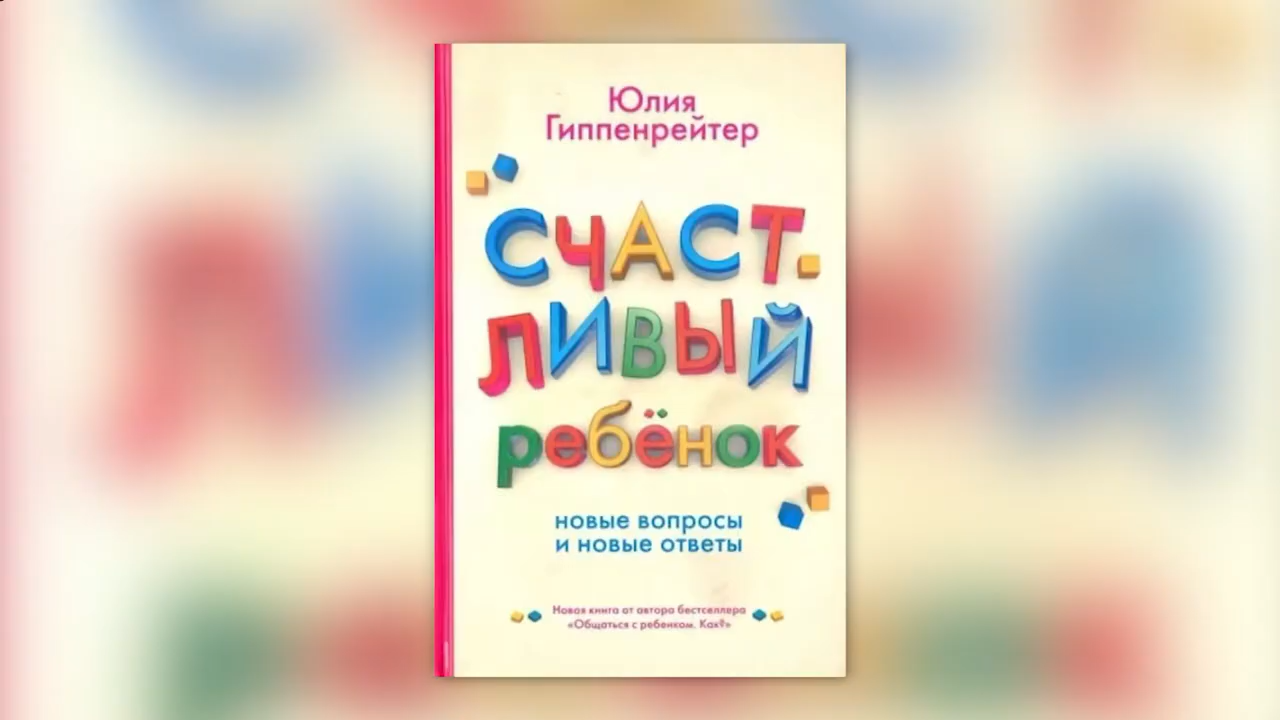 Юлия
Гиппенрейтер
СЧАСТ
ЛИВЫЙ
ребёнок
новые вопросы
и новые ответы
Новая книга от автора бестселлера
«Общаться с ребенком. Как?»